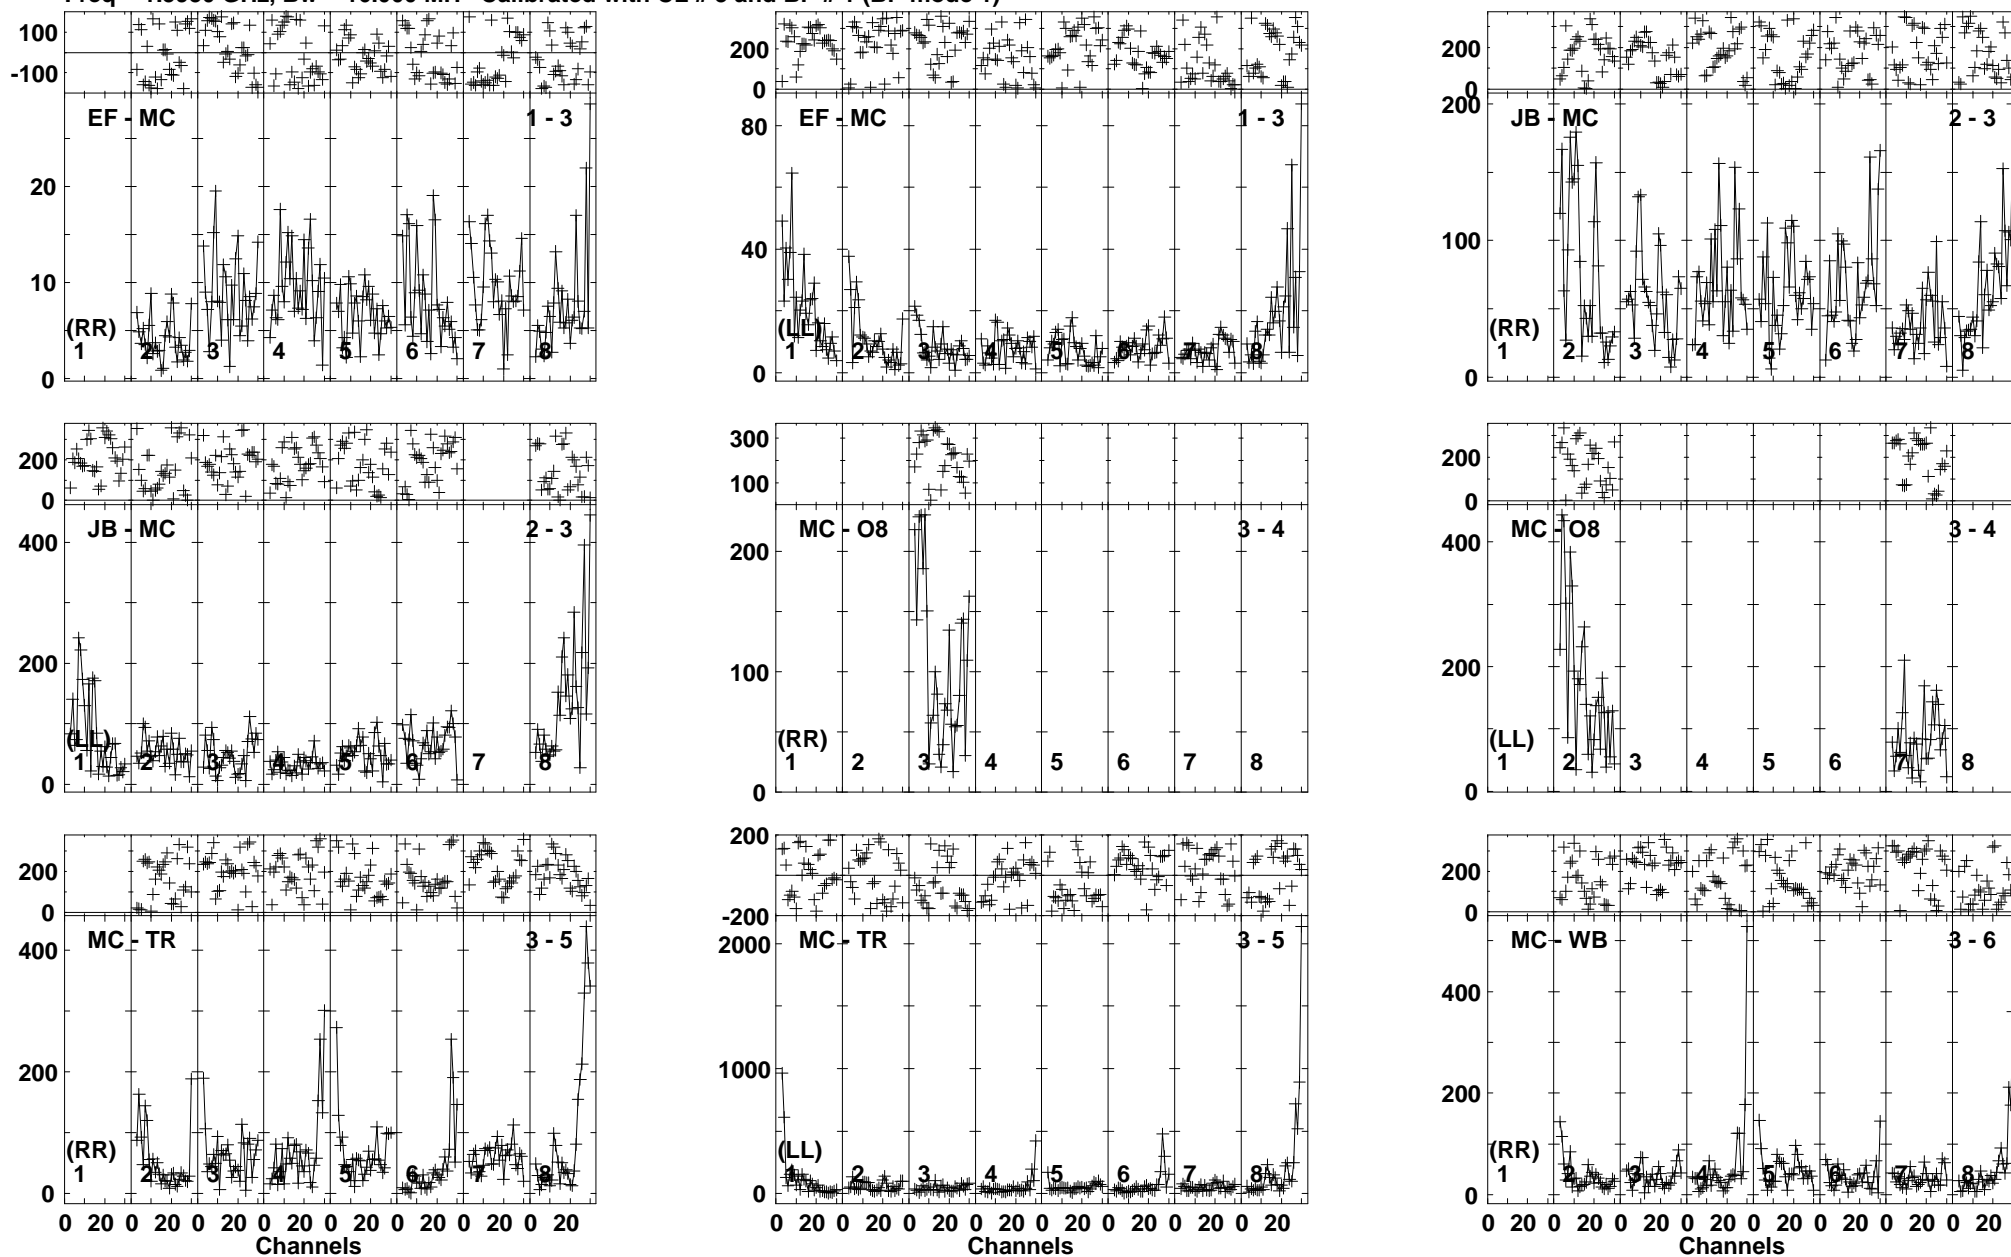 100 -100 200 0 200 0
EF - MC 1 - 3 EF - MC 1 - 3 JB - MC 2 - 3
20 10 0 80 40 0 200 100 0
(RR) (LL) (RR)
1 2 3 4 5 6 7 8 1 2 3 4 5 6 7 8 1 2 3 4 5 6 7 8
200 0 300 100 200 0
JB - MC 2 - 3 MC - O8 3 - 4 MC - O8 3 - 4
400 200 0 200 100 0 400 200 0
(LL) (RR) (LL)
1 2 3 4 5 6 7 8 1 2 3 4 5 6 7 8 1 2 3 4 5 6 7 8
200 0 200 -200 200 0
MC - TR 3 - 5 MC - TR 3 - 5 MC - WB 3 - 6
400 200 0 2000 1000 0 400 200 0
(RR) (LL) (RR)
1 2 3 4 5 6 7 8 1 2 3 4 5 6 7 8 1 2 3 4 5 6 7 8
0 20 0 20 0 20 0 20 0 20 0 20 0 20 0 20 0 20 0 20 0 20 0 20 0 20 0 20 0 20 0 20 0 20 0 20 0 20 0 20 0 20 0 20 0 20 0 20
Channels Channels Channels